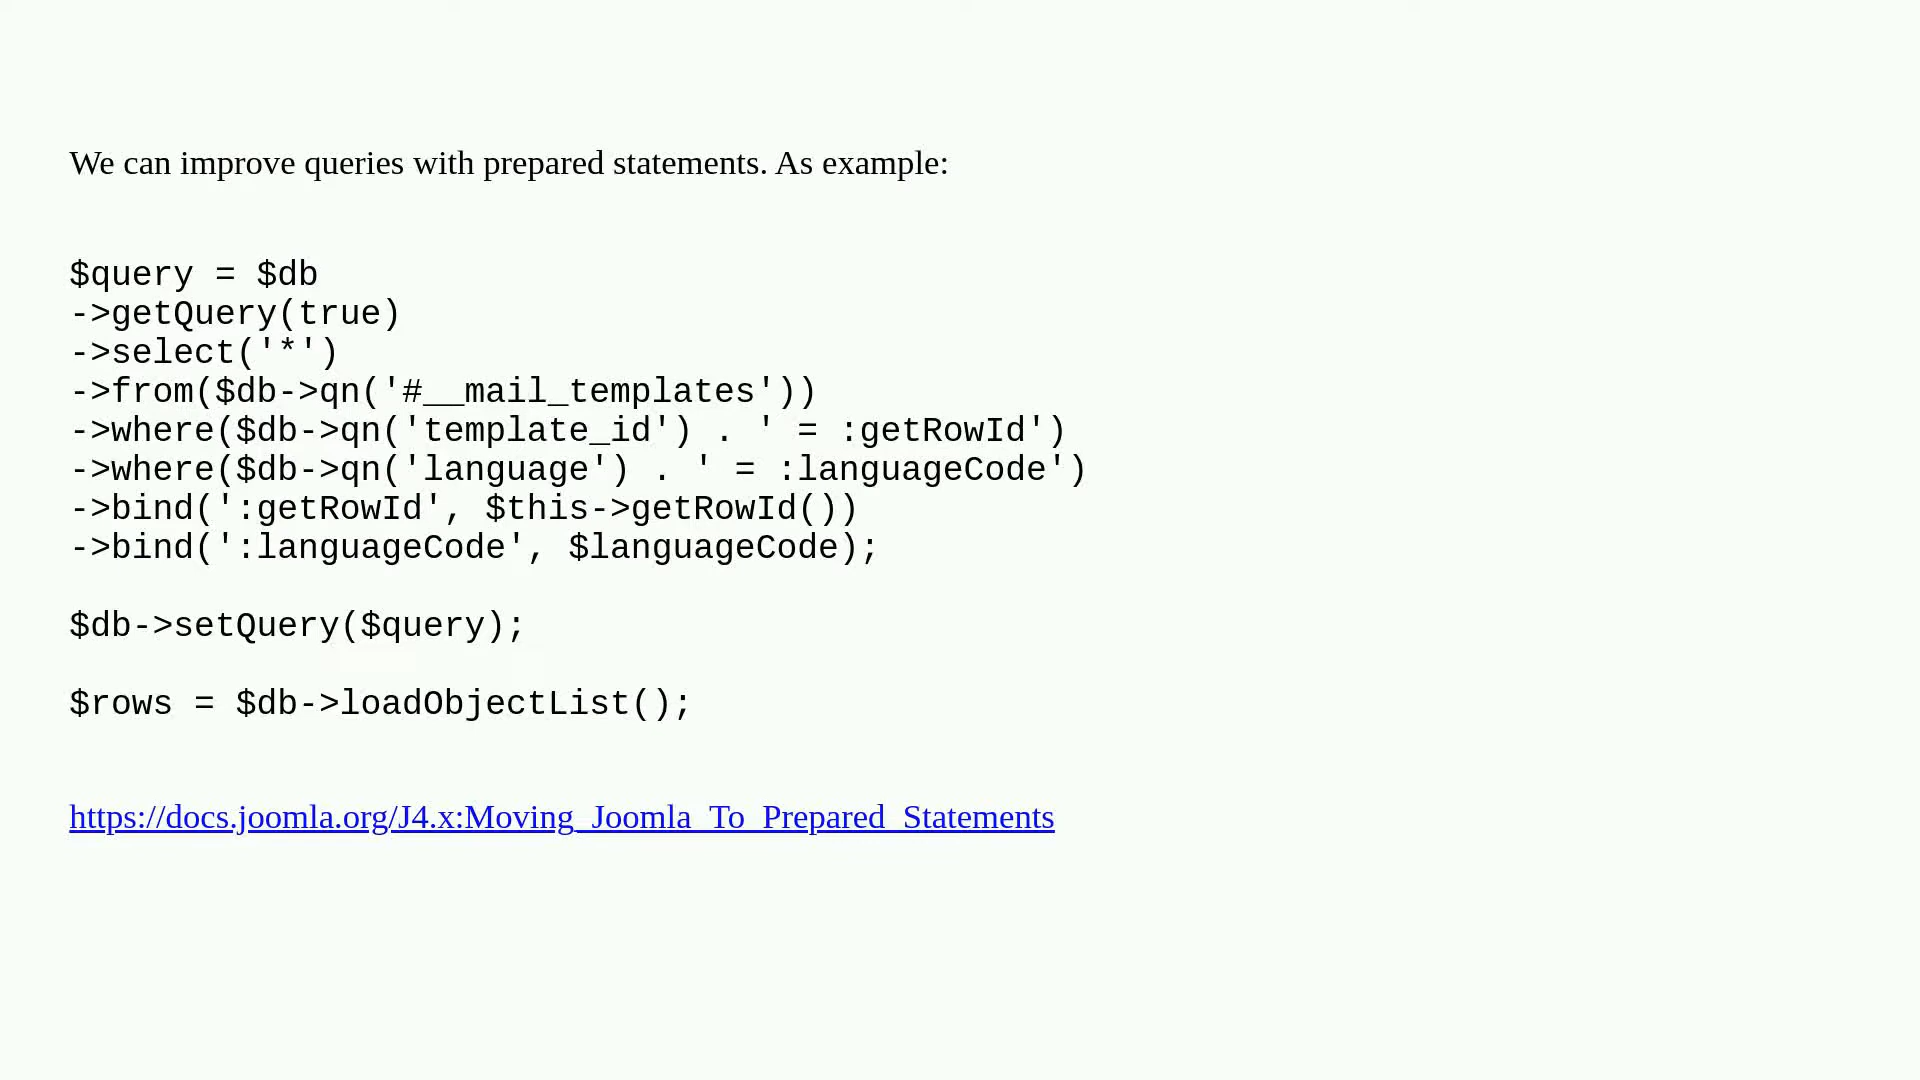 We can improve queries with prepared statements. As example:
$query = $db
->getQuery(true)
->select('*')
->from($db->qn('#__mail_templates'))
->where($db->qn('template_id') . ' = :getRowId')
->where($db->qn('language') . ' = :languageCode')
->bind(':getRowId', $this->getRowId())
->bind(':languageCode', $languageCode);
$db->setQuery($query);
$rows = $db->loadObjectList();
https://docs.joomla.org/J4.x:Moving_Joomla_To_Prepared_Statements